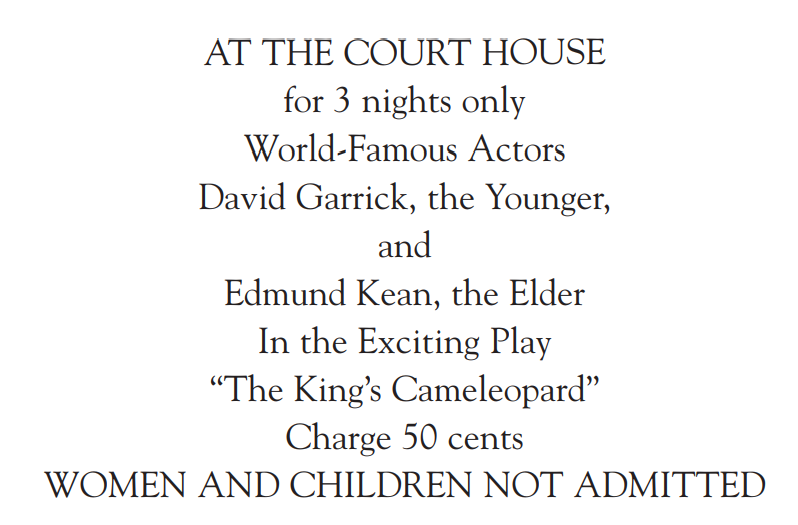 AT THE COURT HOUSE
for 3 nights only
World-Famous Actors
David Garrick, the Younger,
and
Edmund Kean, the Elder
In the Exciting Play
“The King’s Cameleopard”
Charge 50 cents
WOMEN AND CHILDREN NOT ADMITTED